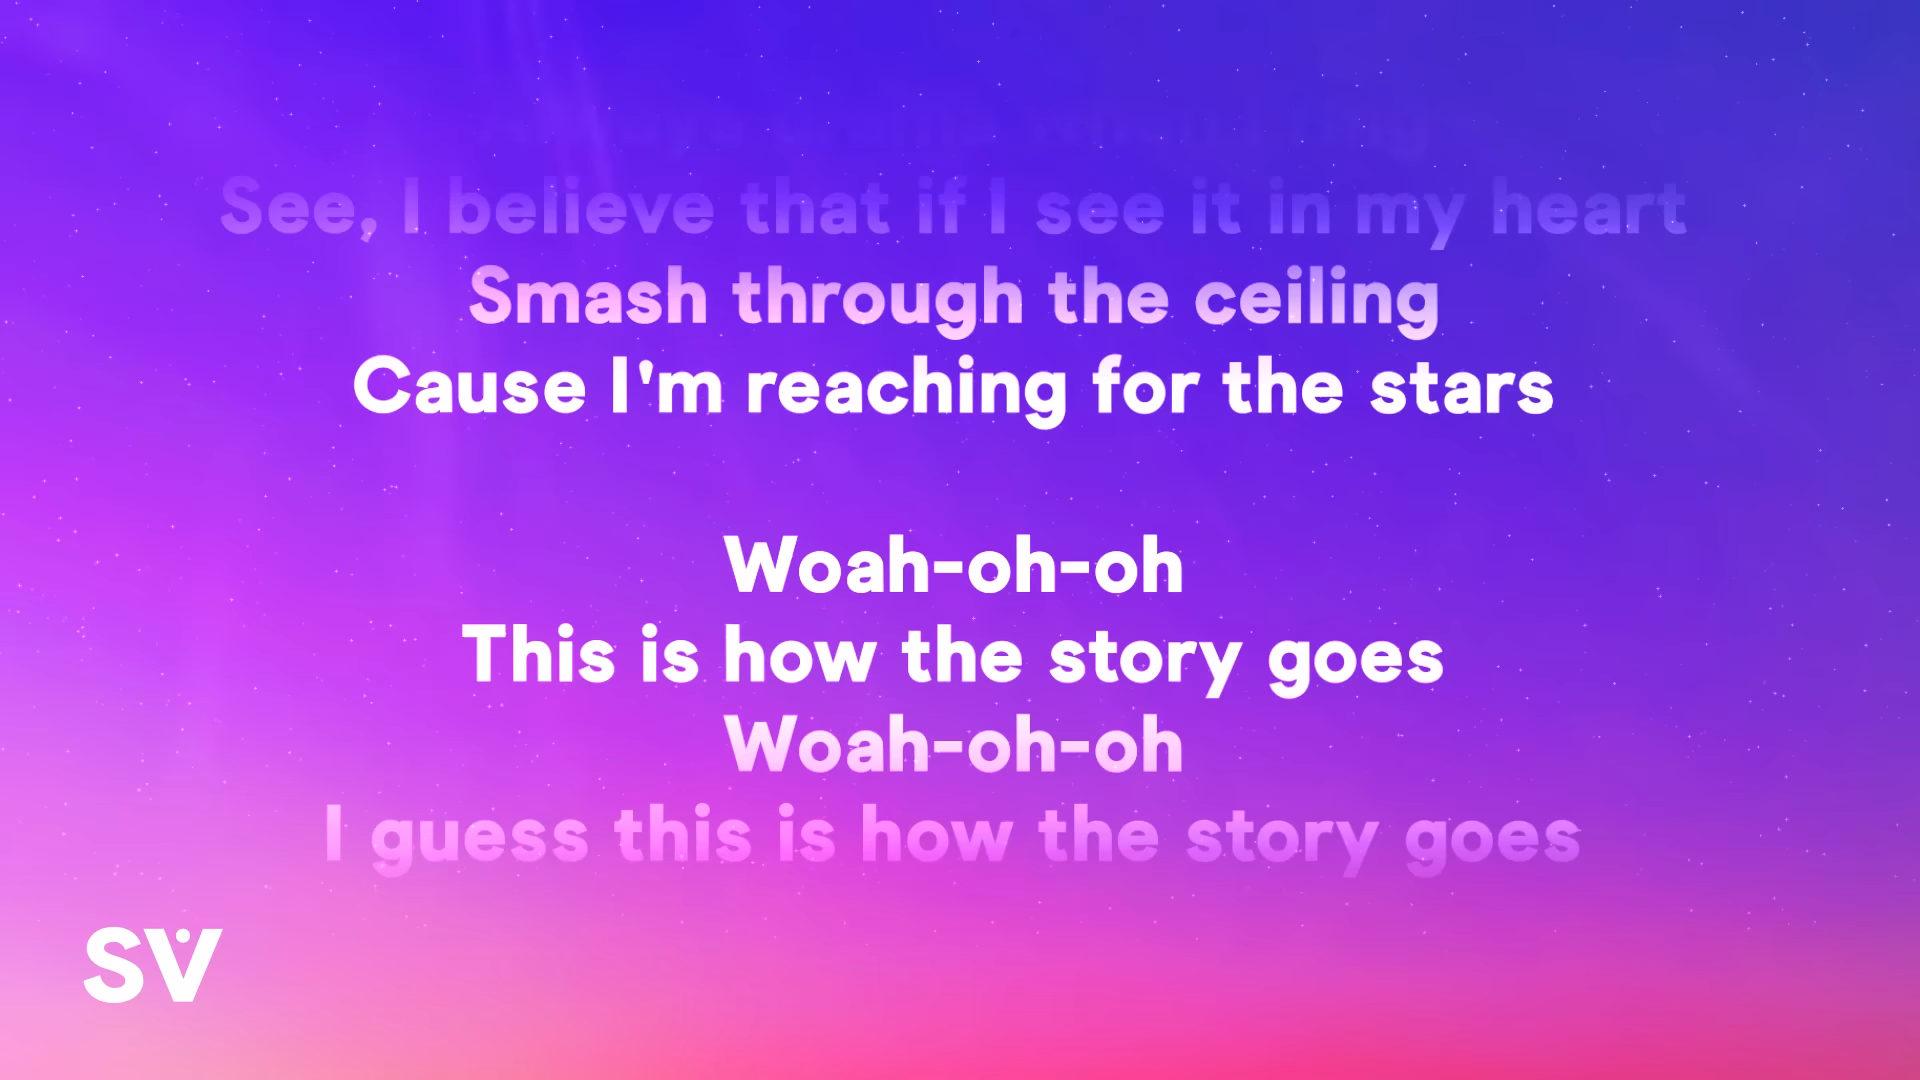 See, I believe that if I see it in my heart
Smash through the ceiling
Cause I'm reaching for the stars
Woah-oh-oh
This is how the story goes
Woah-oh-oh
I guess this is how the story goes
SV